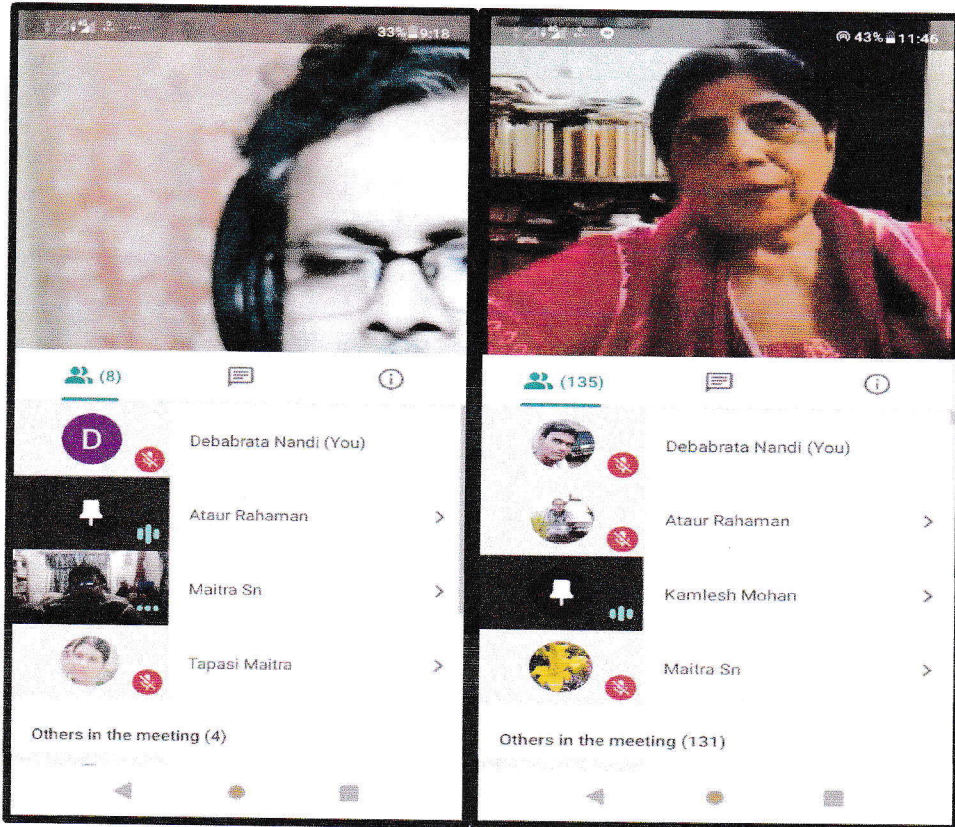 33% 9:18
(8)
D
Debabrata Nandi (You)
Ataur Rahaman
Maitra Sn
Tapasi Maitra
Others in the meeting (4)
43% 11:46
(135)
Debabrata Nandi (You)
Ataur Rahaman
Kamlesh Mohan
Maitra Sn
Others in the meeting (131)